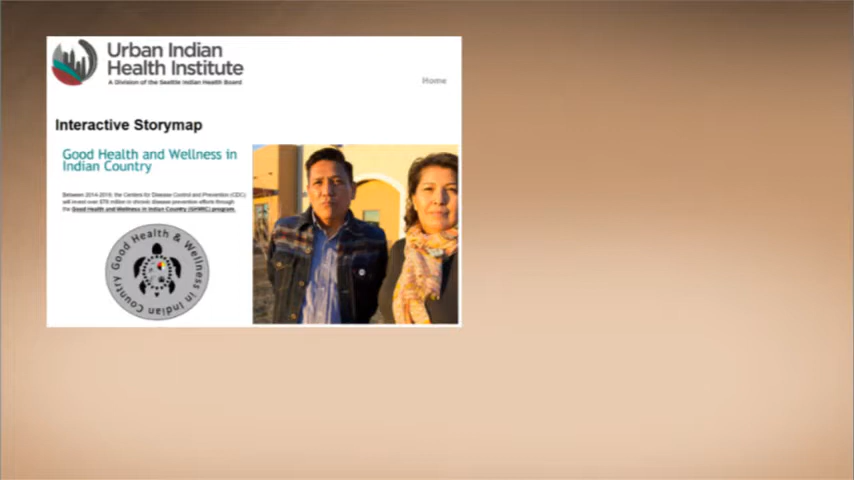 Urban Indian
Health Institute
A Division of the Seattle Indian Health Board
Home
Interactive Storymap
Good Health and Wellness in
Indian Country
Between 2014-2019, the Centers for Disease Control and Prevention (CDC)
will invest over $78 million in chronic disease prevention efforts through
the Good Health and Wellness in Indian Country (GHWIC) program.
Good Health & Wellness in Indian Country